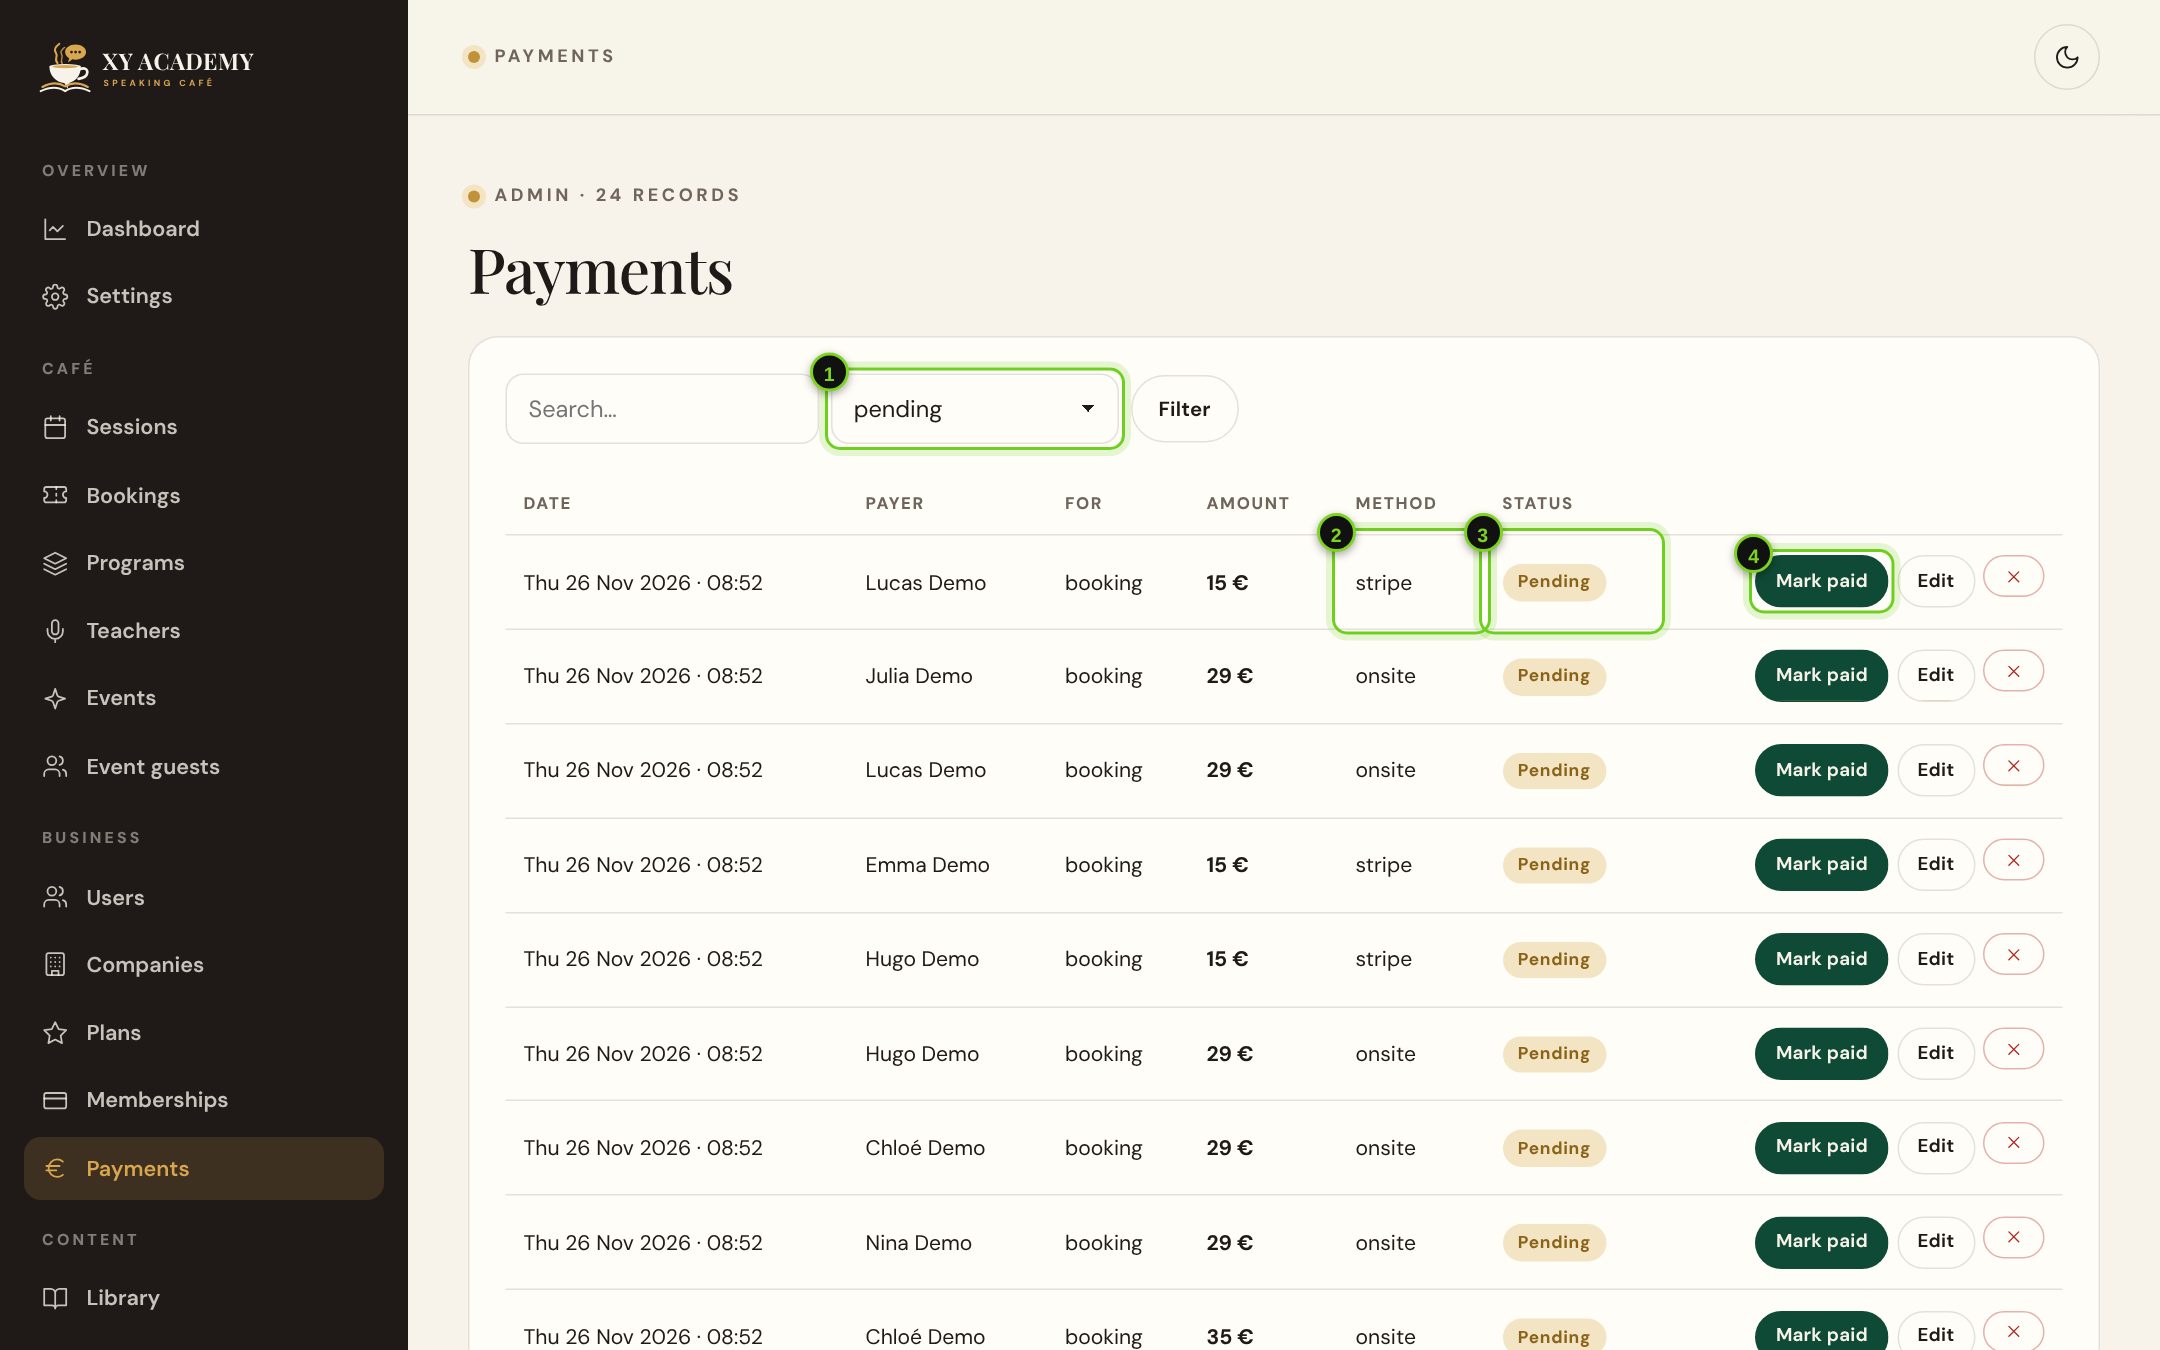 XY ACADEMY
SPEAKING CAFÉ
OVERVIEW
Dashboard
Settings
CAFÉ
Sessions
Bookings
Programs
Teachers
Events
Event guests
BUSINESS
Users
Companies
Plans
Memberships
€ Payments
CONTENT
Library
PAYMENTS
ADMIN · 24 RECORDS
Payments
Search... 1 pending Filter
DATE PAYER FOR AMOUNT METHOD STATUS
2 3 4
Thu 26 Nov 2026 · 08:52 Lucas Demo booking 15 € stripe Pending Mark paid Edit ×
Thu 26 Nov 2026 · 08:52 Julia Demo booking 29 € onsite Pending Mark paid Edit ×
Thu 26 Nov 2026 · 08:52 Lucas Demo booking 29 € onsite Pending Mark paid Edit ×
Thu 26 Nov 2026 · 08:52 Emma Demo booking 15 € stripe Pending Mark paid Edit ×
Thu 26 Nov 2026 · 08:52 Hugo Demo booking 15 € stripe Pending Mark paid Edit ×
Thu 26 Nov 2026 · 08:52 Hugo Demo booking 29 € onsite Pending Mark paid Edit ×
Thu 26 Nov 2026 · 08:52 Chloé Demo booking 29 € onsite Pending Mark paid Edit ×
Thu 26 Nov 2026 · 08:52 Nina Demo booking 29 € onsite Pending Mark paid Edit ×
Thu 26 Nov 2026 · 08:52 Chloé Demo booking 35 € onsite Pending Mark paid Edit ×